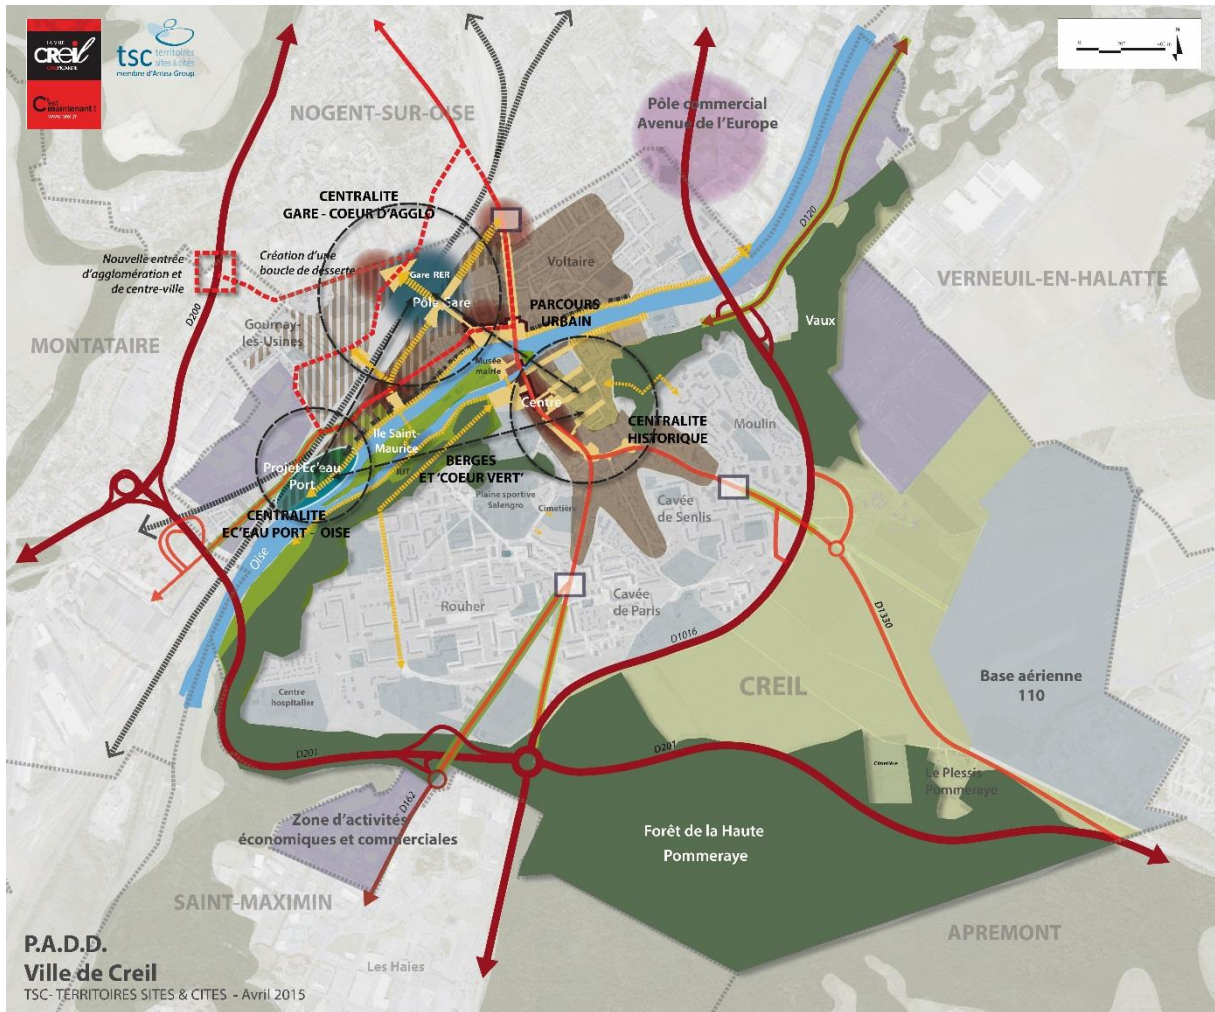 LA VILLE
CREIL
tsc territoires
sites & cités
membre d'Antea Group
C'est
maintenant !
NOGENT-SUR-OISE
Pôle commercial
Avenue de l'Europe
CENTRALITE
GARE - COEUR D'AGGLO
D120
Nouvelle entrée
d'agglomération et
de centre-ville
Création d'une
boucle de desserte
Gare RER
Voltaire
VERNEUIL-EN-HALATTE
Pôle Gare
PARCOURS
URBAIN
D200
Gournay-
les-Usines
Vaux
MONTATAIRE
Musée
mairie
Centre
CENTRALITE
HISTORIQUE
Moulin
Ile Saint-
Maurice
BERGES
ET 'COEUR VERT'
IUT
Projet Ec'eau
Port
Plaine sportive
Salengro
Cimetière
Cavée
de Senlis
CENTRALITE
EC'EAU PORT - OISE
Oise
Rouher
Cavée
de Paris
D1016
D1330
CREIL
Base aérienne
110
Centre
hospitalier
D201
D201
Cimetière
Le Plessis
Pommeraye
D162
Zone d'activités
économiques et commerciales
Forêt de la Haute
Pommeraye
SAINT-MAXIMIN
APREMONT
Les Haies
P.A.D.D.
Ville de Creil
TSC- TERRITOIRES SITES & CITES - Avril 2015